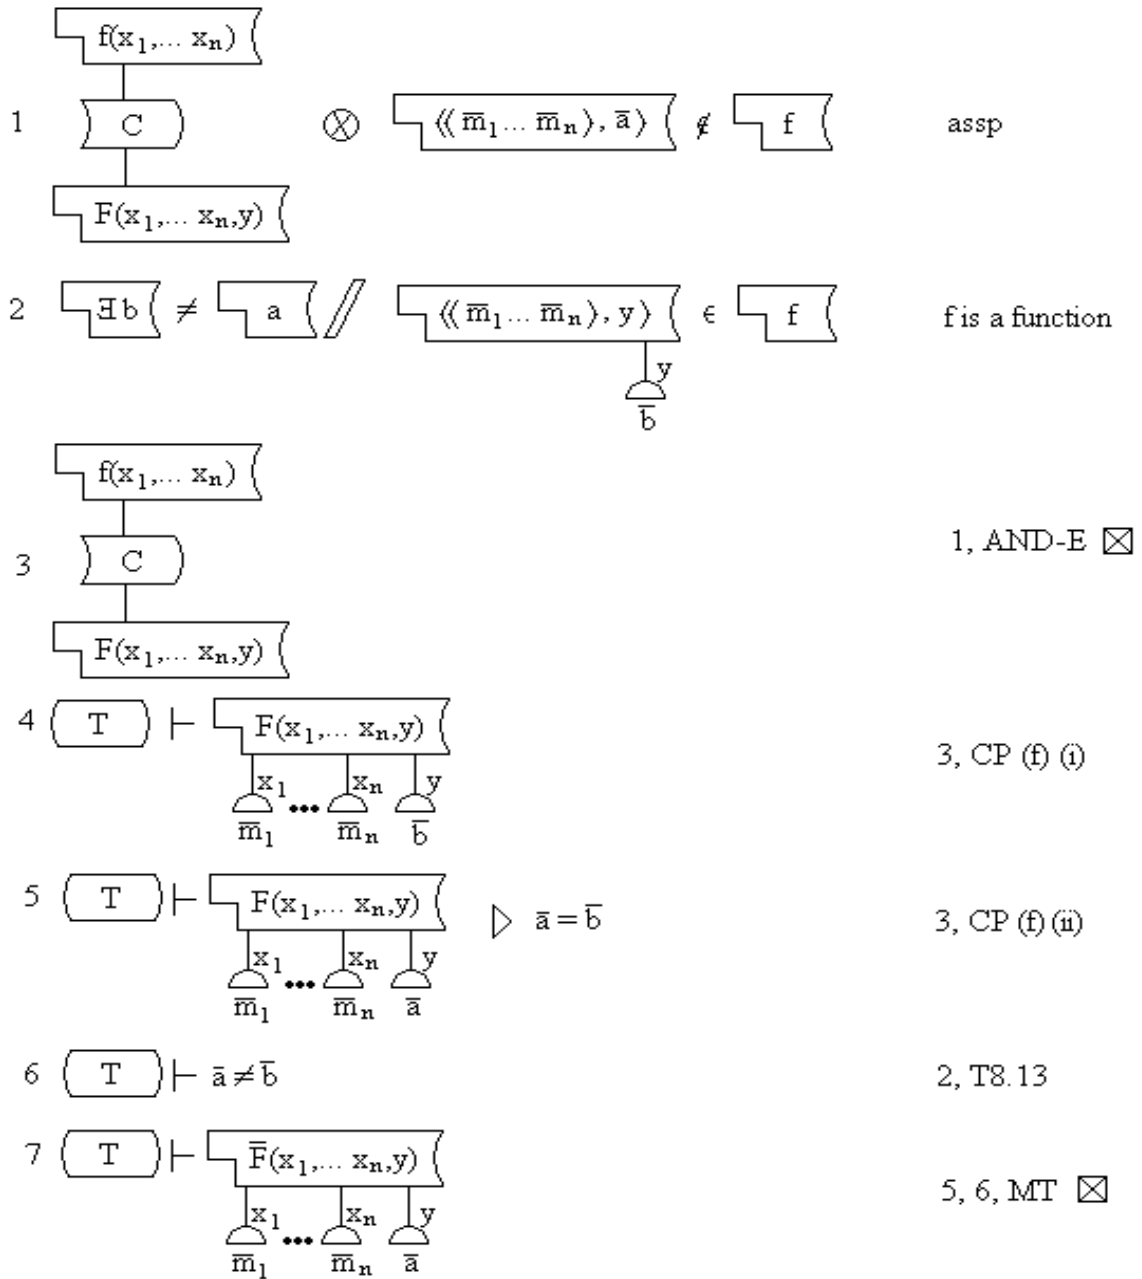 f(x₁,... xₙ)
1 C ⊗ ⟨⟨ m̅₁... m̅ₙ⟩, a̅ ⟩ ∉ f assp
F(x₁,... xₙ,y)
2 ∃b ≠ a // ⟨⟨ m̅₁... m̅ₙ⟩, y ⟩ ϵ f f is a function
y
b̅
f(x₁,... xₙ)
3 C 1, AND-E ⊠
F(x₁,... xₙ,y)
4 T ⊢ F(x₁,... xₙ,y) 3, CP (f) (i)
x₁ xₙ y
m̅₁ ••• m̅ₙ b̅
5 T ⊢ F(x₁,... xₙ,y) ▷ a̅ = b̅ 3, CP (f) (ii)
x₁ xₙ y
m̅₁ ••• m̅ₙ a̅
6 T ⊢ a̅ ≠ b̅ 2, T8.13
7 T ⊢ F̅(x₁,... xₙ,y) 5, 6, MT ⊠
x₁ xₙ y
m̅₁ ••• m̅ₙ a̅